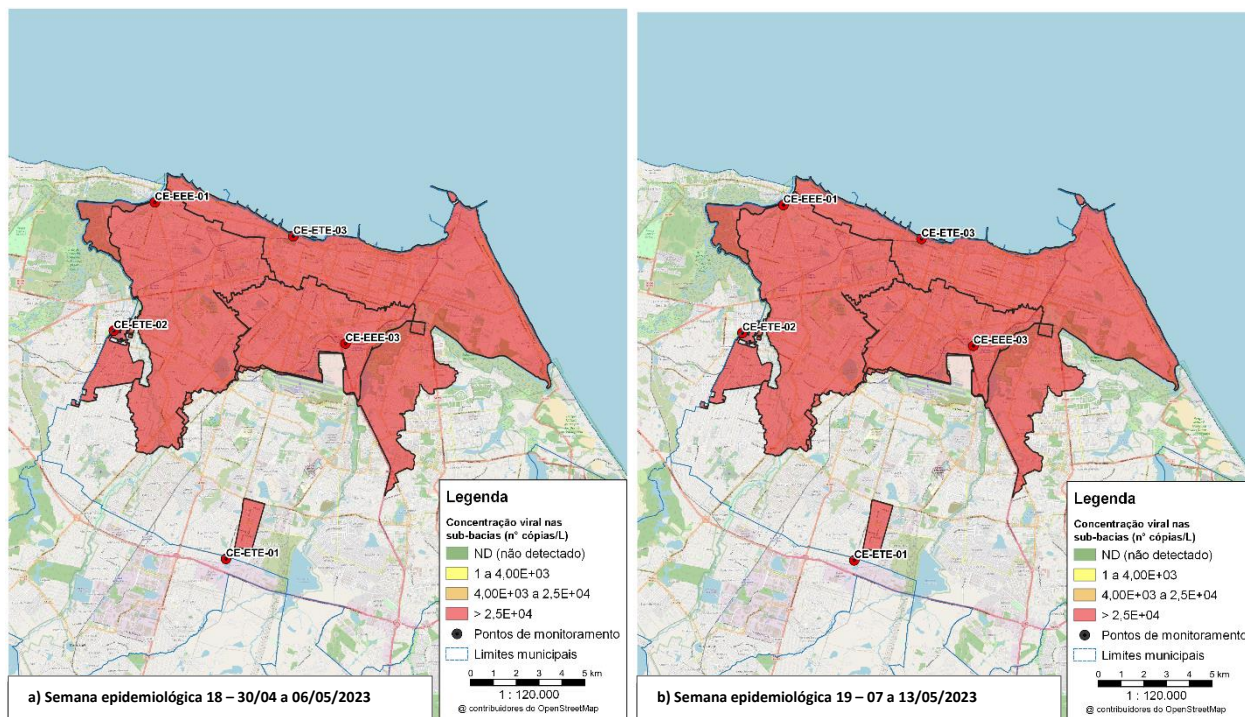 CE-EEE-01
CE-ETE-03
CE-ETE-02
CE-EEE-03
CE-ETE-01
Legenda
Concentração viral nas
sub-bacias (n° cópias/L)
ND (não detectado)
1 a 4,00E+03
4,00E+03 a 2,5E+04
> 2,5E+04
Pontos de monitoramento
Limites municipais
0 1 2 3 4 5 km
1 : 120.000
@ contribuidores do OpenStreetMap
a) Semana epidemiológica 18 – 30/04 a 06/05/2023
CE-EEE-01
CE-ETE-03
CE-ETE-02
CE-EEE-03
CE-ETE-01
Legenda
Concentração viral nas
sub-bacias (n° cópias/L)
ND (não detectado)
1 a 4,00E+03
4,00E+03 a 2,5E+04
> 2,5E+04
Pontos de monitoramento
Limites municipais
0 1 2 3 4 5 km
1 : 120.000
@ contribuidores do OpenStreetMap
b) Semana epidemiológica 19 – 07 a 13/05/2023